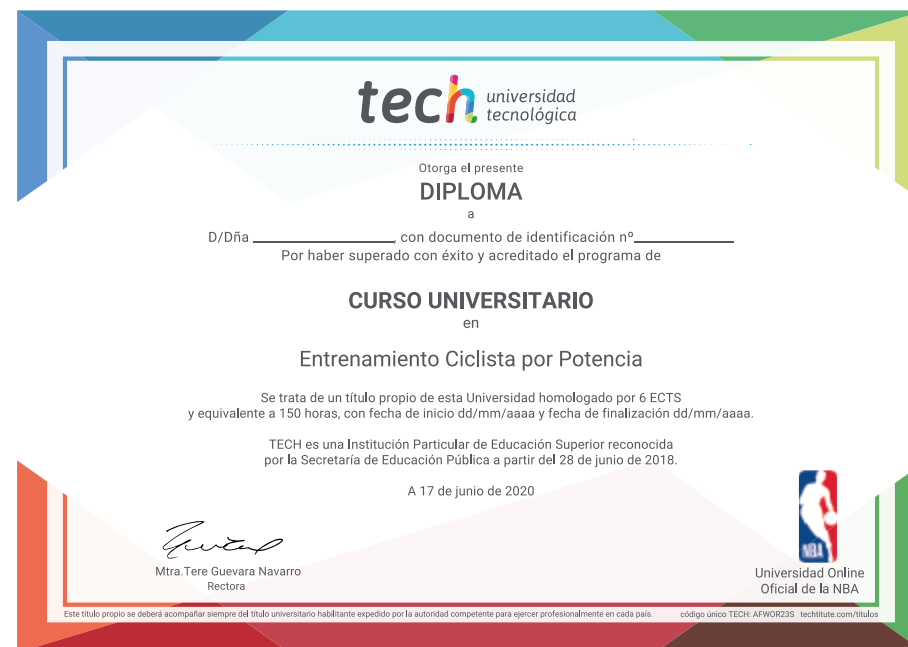 tech universidad
tecnológica
Otorga el presente
DIPLOMA
a
D/Dña ____________________, con documento de identificación nº______________
Por haber superado con éxito y acreditado el programa de
CURSO UNIVERSITARIO
en
Entrenamiento Ciclista por Potencia
Se trata de un título propio de esta Universidad homologado por 6 ECTS
y equivalente a 150 horas, con fecha de inicio dd/mm/aaaa y fecha de finalización dd/mm/aaaa.
TECH es una Institución Particular de Educación Superior reconocida
por la Secretaría de Educación Pública a partir del 28 de junio de 2018.
A 17 de junio de 2020
Mtra.Tere Guevara Navarro
Rectora
NBA
Universidad Online
Oficial de la NBA
Este título propio se deberá acompañar siempre del título universitario habilitante expedido por la autoridad competente para ejercer profesionalmente en cada país. código único TECH: AFWOR23S techtitute.com/titulos